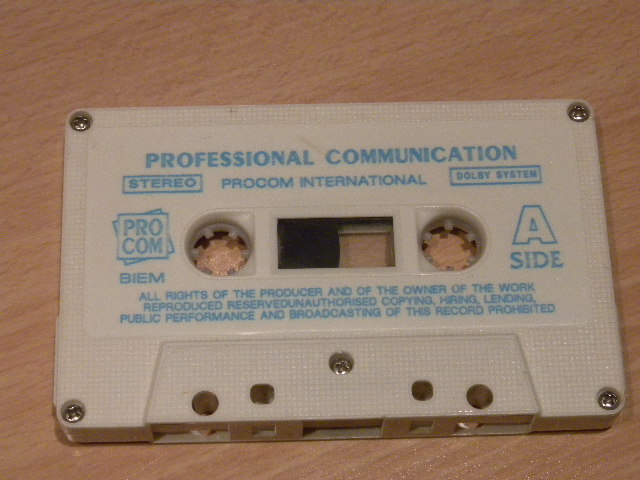 PROFESSIONAL COMMUNICATION
STEREO PROCOM INTERNATIONAL DOLBY SYSTEM
PRO
COM
BIEM
A
SIDE
ALL RIGHTS OF THE PRODUCER AND OF THE OWNER OF THE WORK
REPRODUCED RESERVEDUNAUTHORISED COPYING, HIRING, LENDING,
PUBLIC PERFORMANCE AND BROADCASTING OF THIS RECORD PROHIBITED